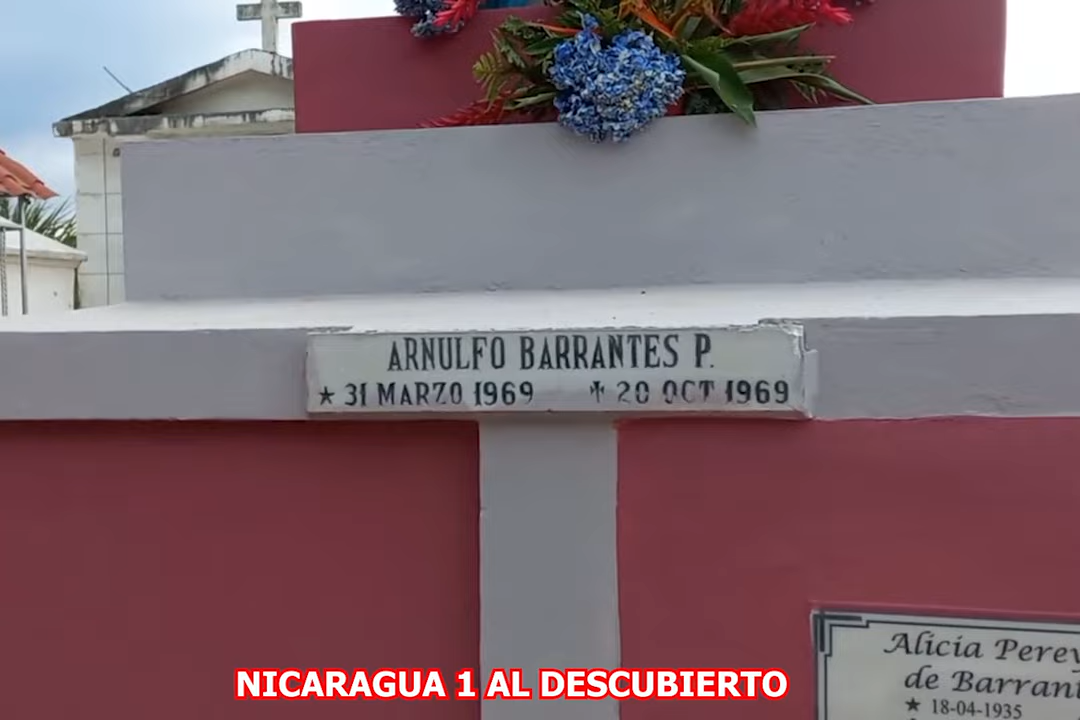 ARNULFO BARRANTES P.
★ 31 MARZO 1969 ✝ 20 OCT 1969
Alicia Perey
de Barrant
★ 18-04-1935
NICARAGUA 1 AL DESCUBIERTO